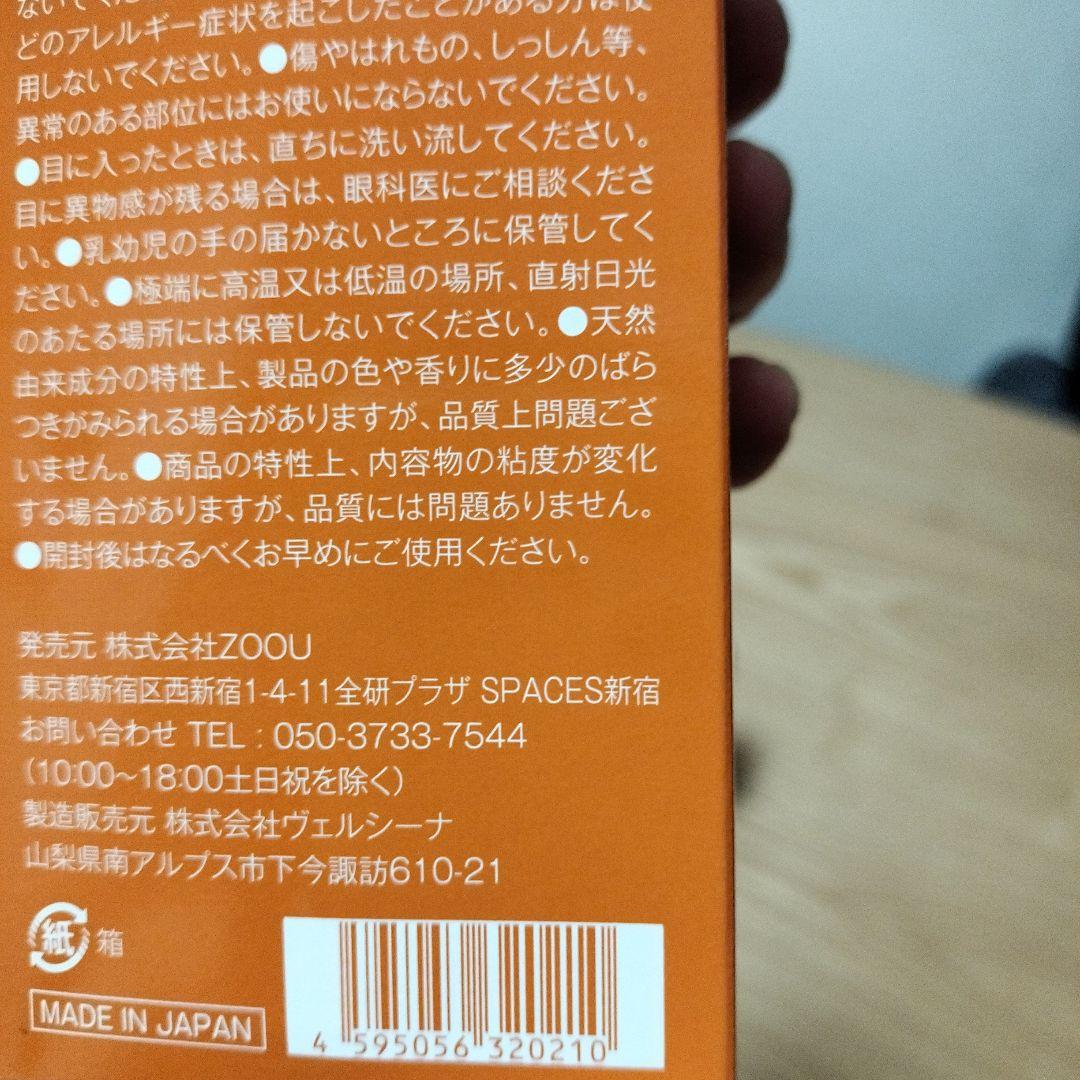 ないでくだ
どのアレルギー症状を起こしたことがある方は使
用しないでください。●傷やはれもの、しっしん等、
異常のある部位にはお使いにならないでください。
●目に入ったときは、直ちに洗い流してください。
目に異物感が残る場合は、眼科医にご相談くださ
い。●乳幼児の手の届かないところに保管してく
ださい。●極端に高温又は低温の場所、直射日光
のあたる場所には保管しないでください。●天然
由来成分の特性上、製品の色や香りに多少のばら
つきがみられる場合がありますが、品質上問題ござ
いません。●商品の特性上、内容物の粘度が変化
する場合がありますが、品質には問題ありません。
●開封後はなるべくお早めにご使用ください。
発売元 株式会社ZOOU
東京都新宿区西新宿1-4-11全研プラザ SPACES新宿
お問い合わせ TEL : 050-3733-7544
(10:00〜18:00土日祝を除く)
製造販売元 株式会社ヴェルシーナ
山梨県南アルプス市下今諏訪610-21
紙 箱
MADE IN JAPAN
4 595056 320210